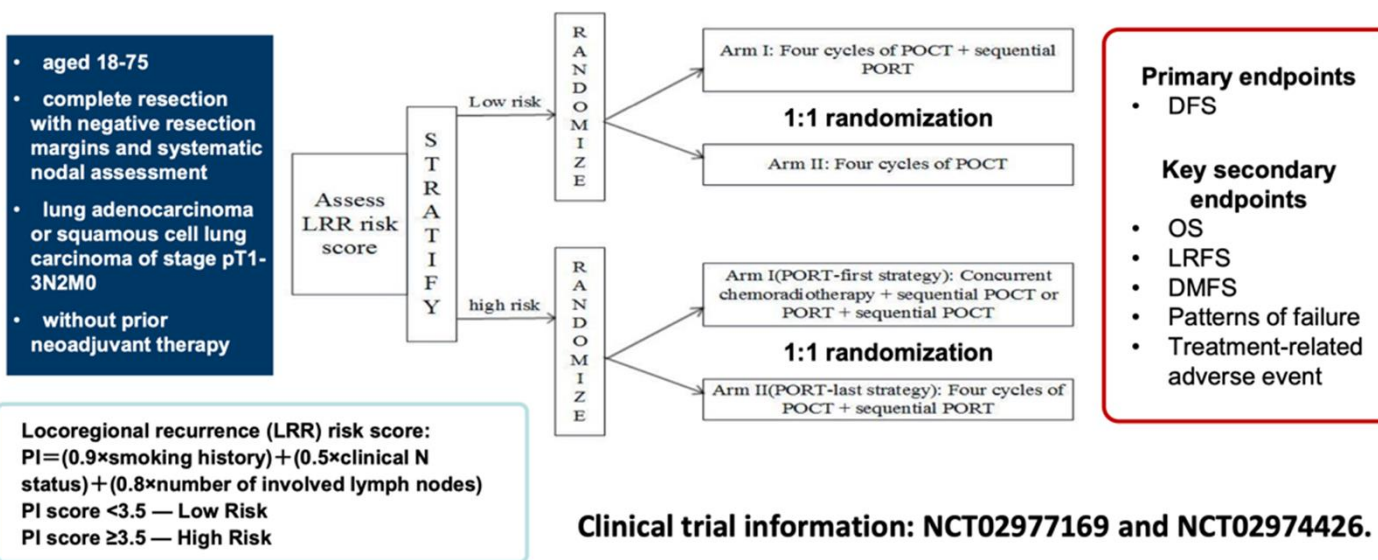 • aged 18-75
• complete resection
with negative resection
margins and systematic
nodal assessment
• lung adenocarcinoma
or squamous cell lung
carcinoma of stage pT1-
3N2M0
• without prior
neoadjuvant therapy
Assess
LRR risk
score
STRATIFY
Low risk
RANDOMIZE
Arm I: Four cycles of POCT + sequential
PORT
1:1 randomization
Arm II: Four cycles of POCT
high risk
RANDOMIZE
Arm I(PORT-first strategy): Concurrent
chemoradiotherapy + sequential POCT or
PORT + sequential POCT
1:1 randomization
Arm II(PORT-last strategy): Four cycles of
POCT + sequential PORT
Primary endpoints
• DFS
Key secondary
endpoints
• OS
• LRFS
• DMFS
• Patterns of failure
• Treatment-related
adverse event
Locoregional recurrence (LRR) risk score:
PI=(0.9×smoking history)+(0.5×clinical N
status)+(0.8×number of involved lymph nodes)
PI score <3.5 — Low Risk
PI score ≥3.5 — High Risk
Clinical trial information: NCT02977169 and NCT02974426.